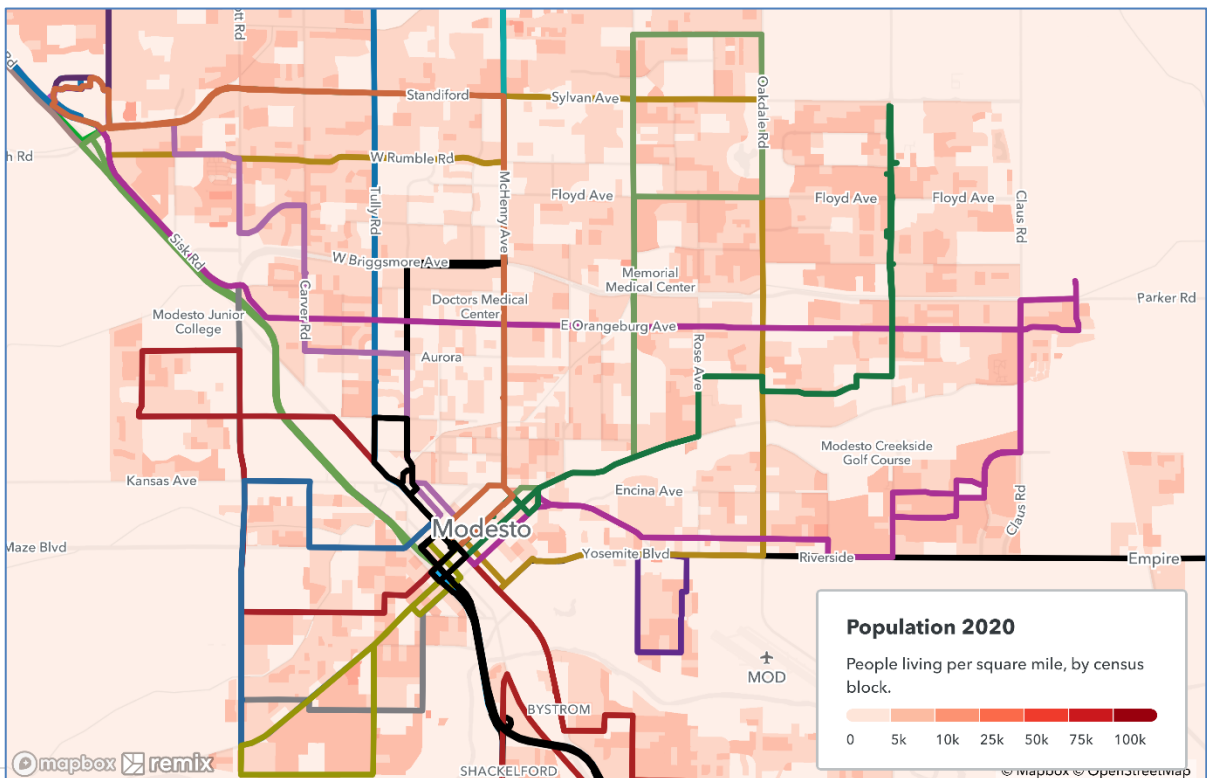 ott Rd
Rd
Standiford
Sylvan Ave
Oakdale Rd
h Rd
W Rumble Rd
Tully Rd
McHenry Ave
Floyd Ave
Floyd Ave
Floyd Ave
Claus Rd
Sisk Rd
W Briggsmore Ave
Carver Rd
Doctors Medical
Center
Memorial
Medical Center
Parker Rd
Modesto Junior
College
E Orangeburg Ave
Aurora
Rose Ave
Modesto Creekside
Golf Course
Kansas Ave
Encina Ave
Claus Rd
Modesto
Maze Blvd
Yosemite Blvd
Riverside
Empire
Population 2020
People living per square mile, by census
block.
0 5k 10k 25k 50k 75k 100k
MOD
BYSTROM
SHACKELFORD
mapbox remix
© Mapbox © OpenStreetMap